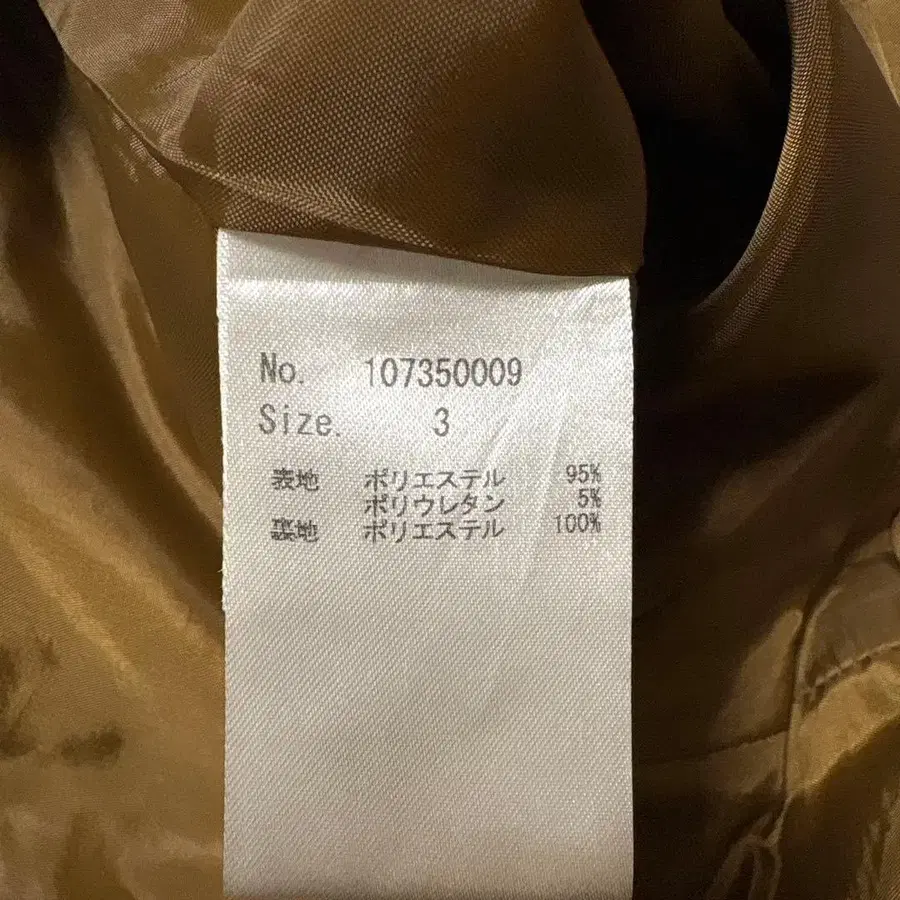 No. 107350009
Size. 3
表地 ポリエステル 95%
ポリウレタン 5%
裏地 ポリエステル 100%